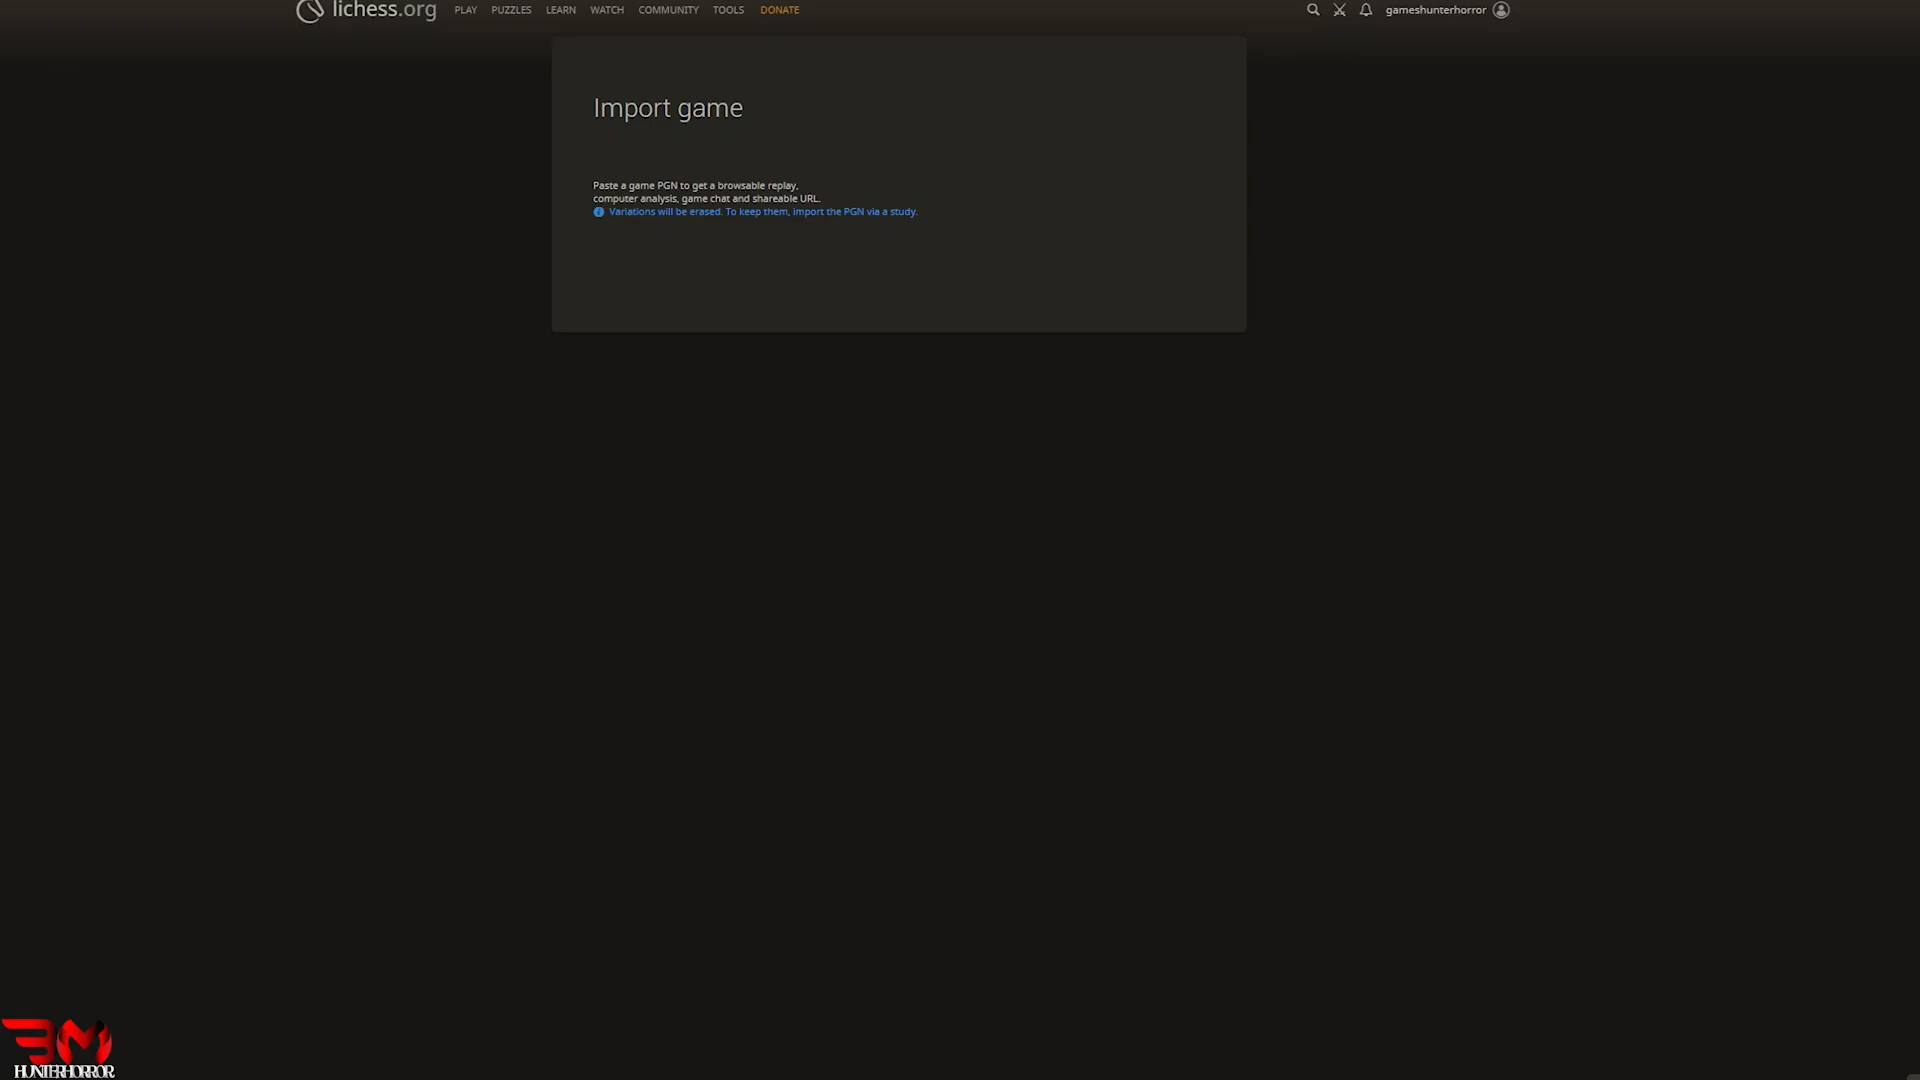 lichess.org PLAY PUZZLES LEARN WATCH COMMUNITY TOOLS DONATE gameshunterhorror
Import game
Paste a game PGN to get a browsable replay,
computer analysis, game chat and shareable URL.
Variations will be erased. To keep them, import the PGN via a study.
3M
HUNTERHORROR